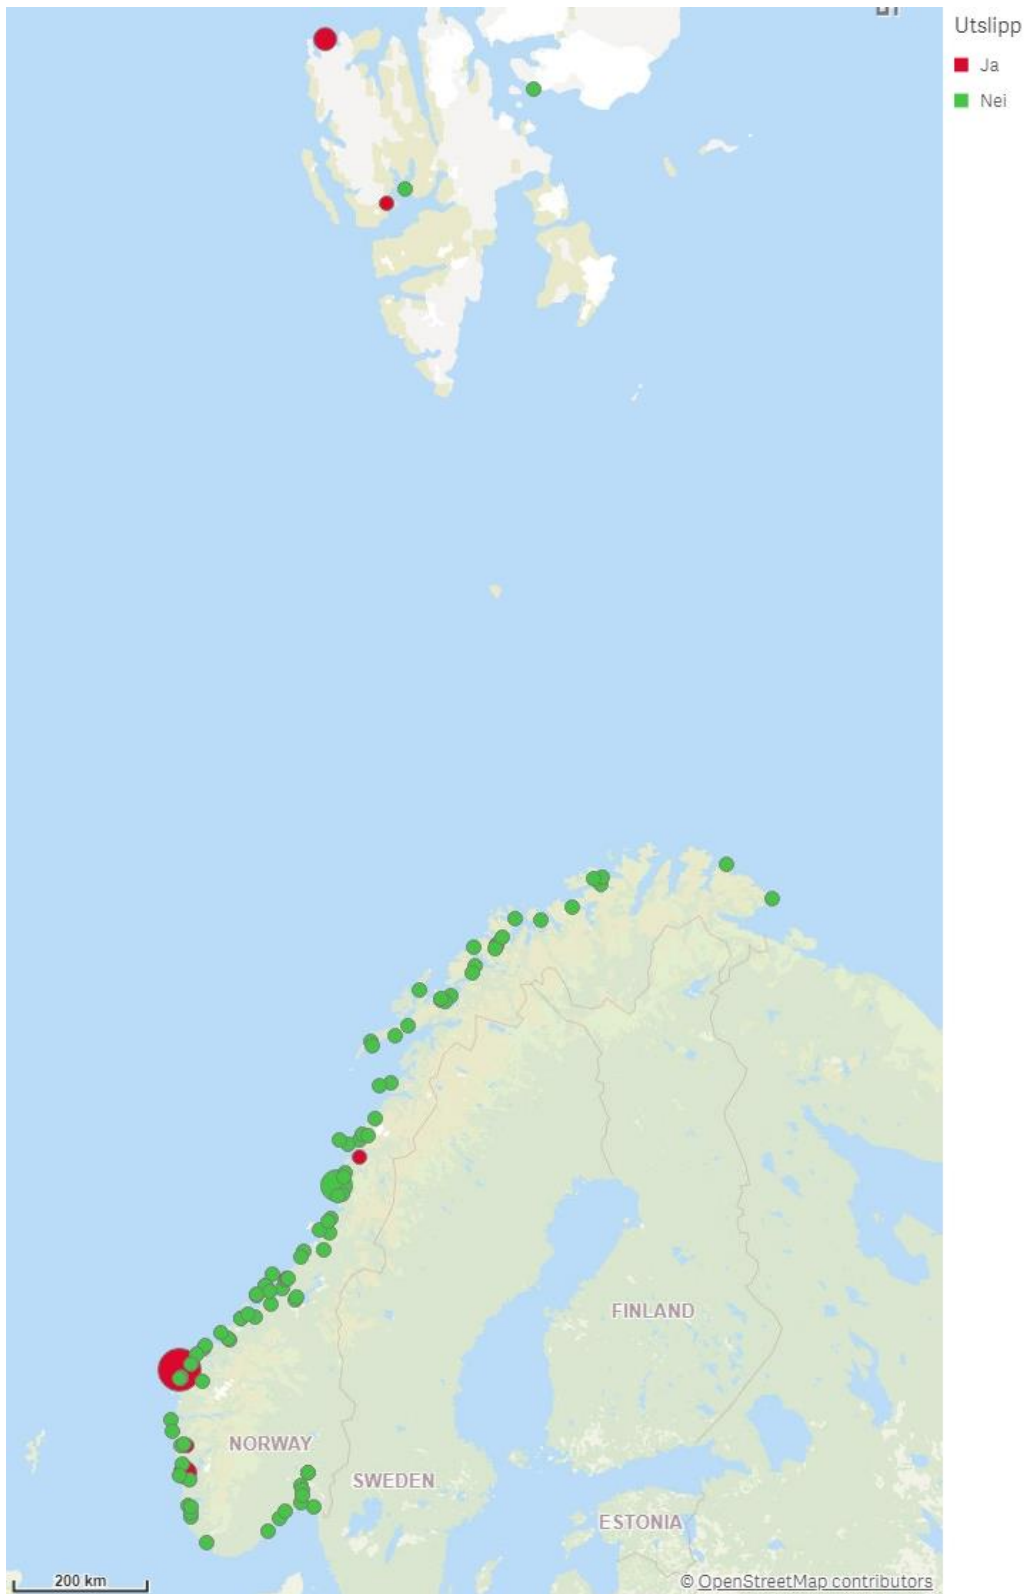 Utslipp
Ja
Nei
FINLAND
NORWAY
SWEDEN
ESTONIA
200 km
© OpenStreetMap contributors